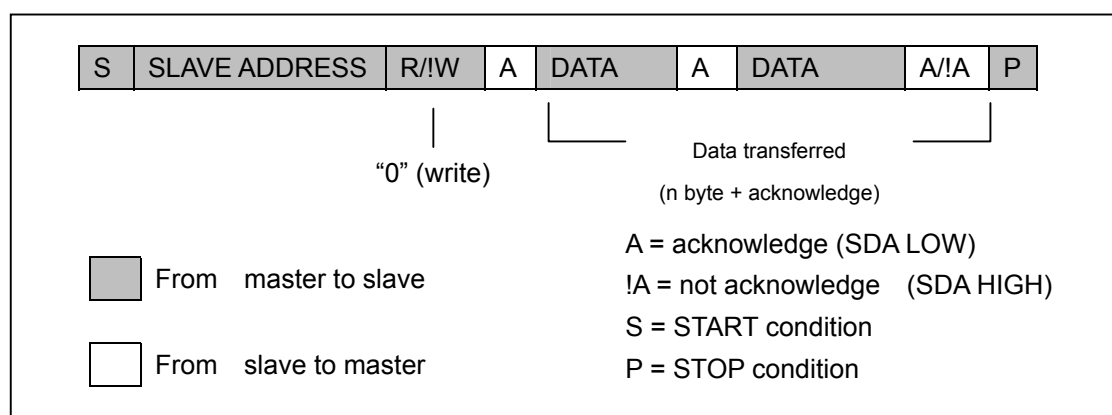 S SLAVE ADDRESS R/!W A DATA A DATA A/!A P
“0” (write)
Data transferred
(n byte + acknowledge)
A = acknowledge (SDA LOW)
!A = not acknowledge (SDA HIGH)
S = START condition
P = STOP condition
From master to slave
From slave to master